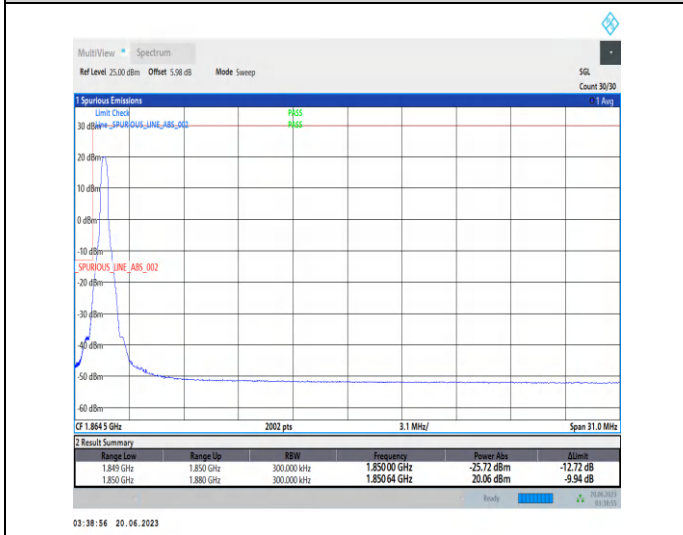 MultiView Spectrum
Ref Level 25.00 dBm Offset 5.98 dB Mode Sweep SGL
Count 30/30
1 Spurious Emissions 1 Avg
Limit Check PASS
30 dBm Line _SPURIOUS_LINE_ABS_002 PASS
20 dBm
10 dBm
0 dBm
-10 dBm
_SPURIOUS_LINE_ABS_002
-20 dBm
-30 dBm
-40 dBm
-50 dBm
-60 dBm
CF 1.864 5 GHz 2002 pts 3.1 MHz/ Span 31.0 MHz
2 Result Summary
Range Low Range Up RBW Frequency Power Abs ΔLimit
1.849 GHz 1.850 GHz 300.000 kHz 1.850 00 GHz -25.72 dBm -12.72 dB
1.850 GHz 1.880 GHz 300.000 kHz 1.850 64 GHz 20.06 dBm -9.94 dB
Ready 20.06.2023
03:38:55
03:38:56 20.06.2023